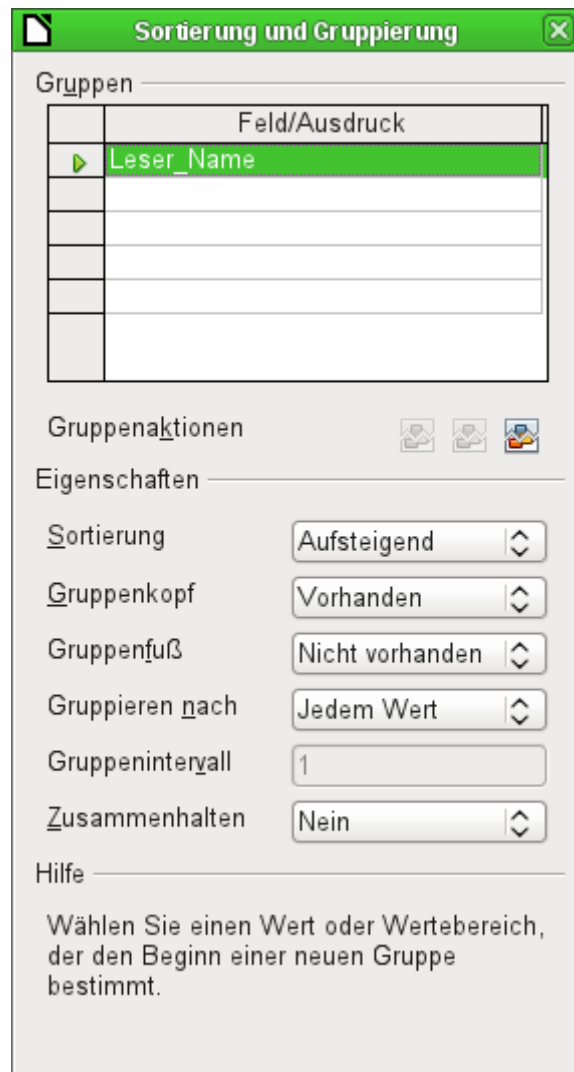 Sortierung und Gruppierung
Gruppen
Feld/Ausdruck
Leser_Name
Gruppenaktionen
Eigenschaften
Sortierung Aufsteigend
Gruppenkopf Vorhanden
Gruppenfuß Nicht vorhanden
Gruppieren nach Jedem Wert
Gruppenintervall 1
Zusammenhalten Nein
Hilfe
Wählen Sie einen Wert oder Wertebereich,
der den Beginn einer neuen Gruppe
bestimmt.